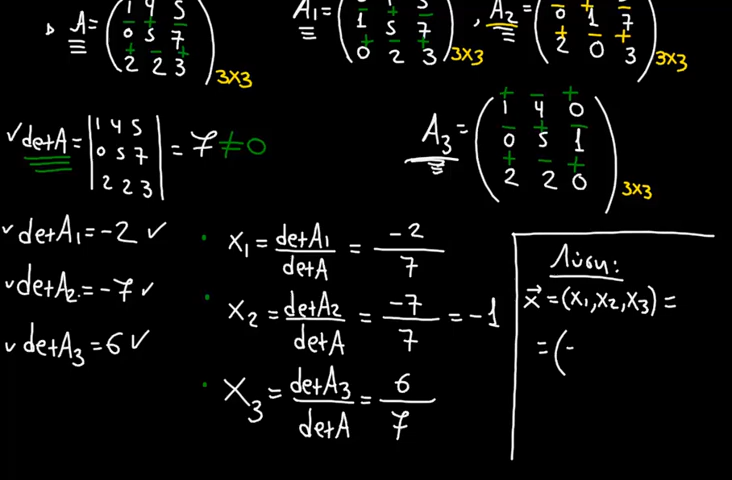 A = ( 1 4 5
0 5 7
2 2 3 ) 3x3
A1 =
1 5 7
0 2 3 ) 3x3
, A2 =
0 1 7
2 0 3 ) 3x3
√ detA = | 1 4 5
0 5 7
2 2 3 | = 7 ≠ 0
A3 = ( 1 4 0
0 5 1
2 2 0 ) 3x3
√ detA1 = -2 √
√ detA2 = -7 √
√ detA3 = 6 √
• x1 = detA1 / detA = -2 / 7
• x2 = detA2 / detA = -7 / 7 = -1
• x3 = detA3 / detA = 6 / 7
Λύση:
x⃗ = (x1, x2, x3) =
= (-